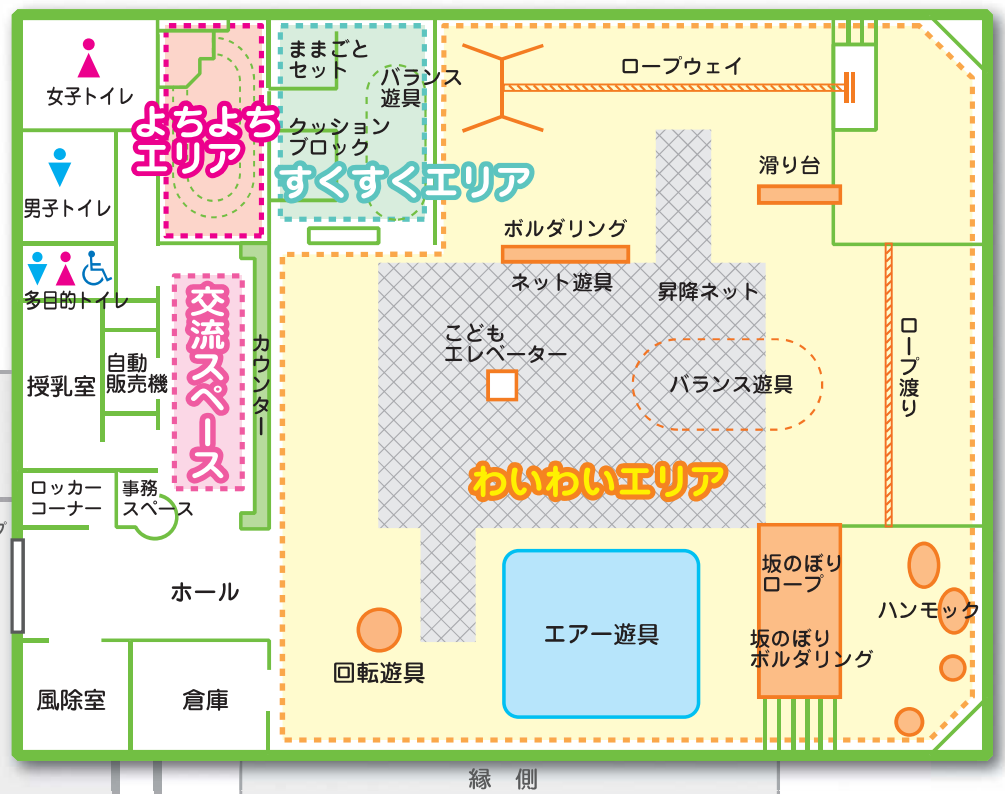 女子トイレ
よちよち
エリア
ままごと
セット
バランス
遊具
クッション
ブロック
すくすくエリア
ロープウェイ
滑り台
男子トイレ
ボルダリング
ネット遊具
昇降ネット
多目的トイレ
交流スペース
カウンター
こども
エレベーター
バランス遊具
ロープ渡り
授乳室
自動
販売機
わいわいエリア
ロッカー
コーナー
事務
スペース
プ
ホール
坂のぼり
ロープ
坂のぼり
ボルダリング
ハンモック
エアー遊具
回転遊具
風除室
倉庫
縁側